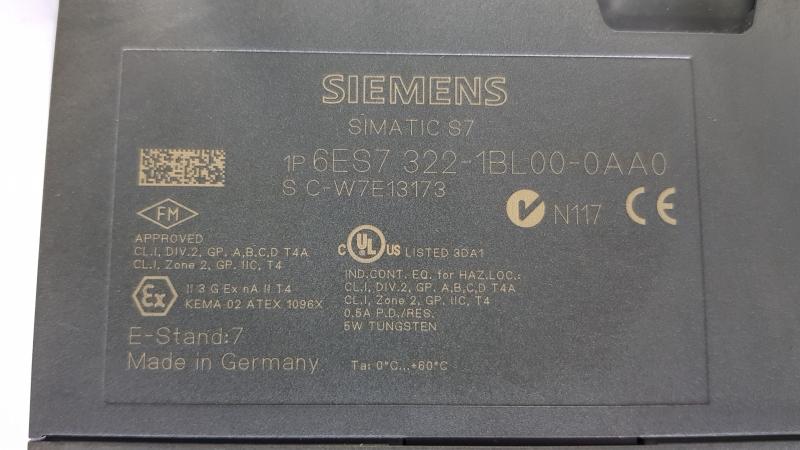 SIEMENS
SIMATIC S7
1P 6ES7 322-1BL00-0AA0
S C-W7E13173
N117 CE
FM
APPROVED
CL.I, DIV.2, GP. A,B,C,D T4A
CL.I, Zone 2, GP. IIC, T4
C UL US LISTED 3DA1
IND.CONT. EQ. for HAZ.LOC.:
CL.I, DIV.2, GP. A,B,C,D T4A
CL.I, Zone 2, GP. IIC, T4
0,5A P.D./RES.
5W TUNGSTEN
Ex II 3 G Ex nA II T4
KEMA 02 ATEX 1096X
E-Stand:7
Made in Germany
Ta: 0°C...+60°C